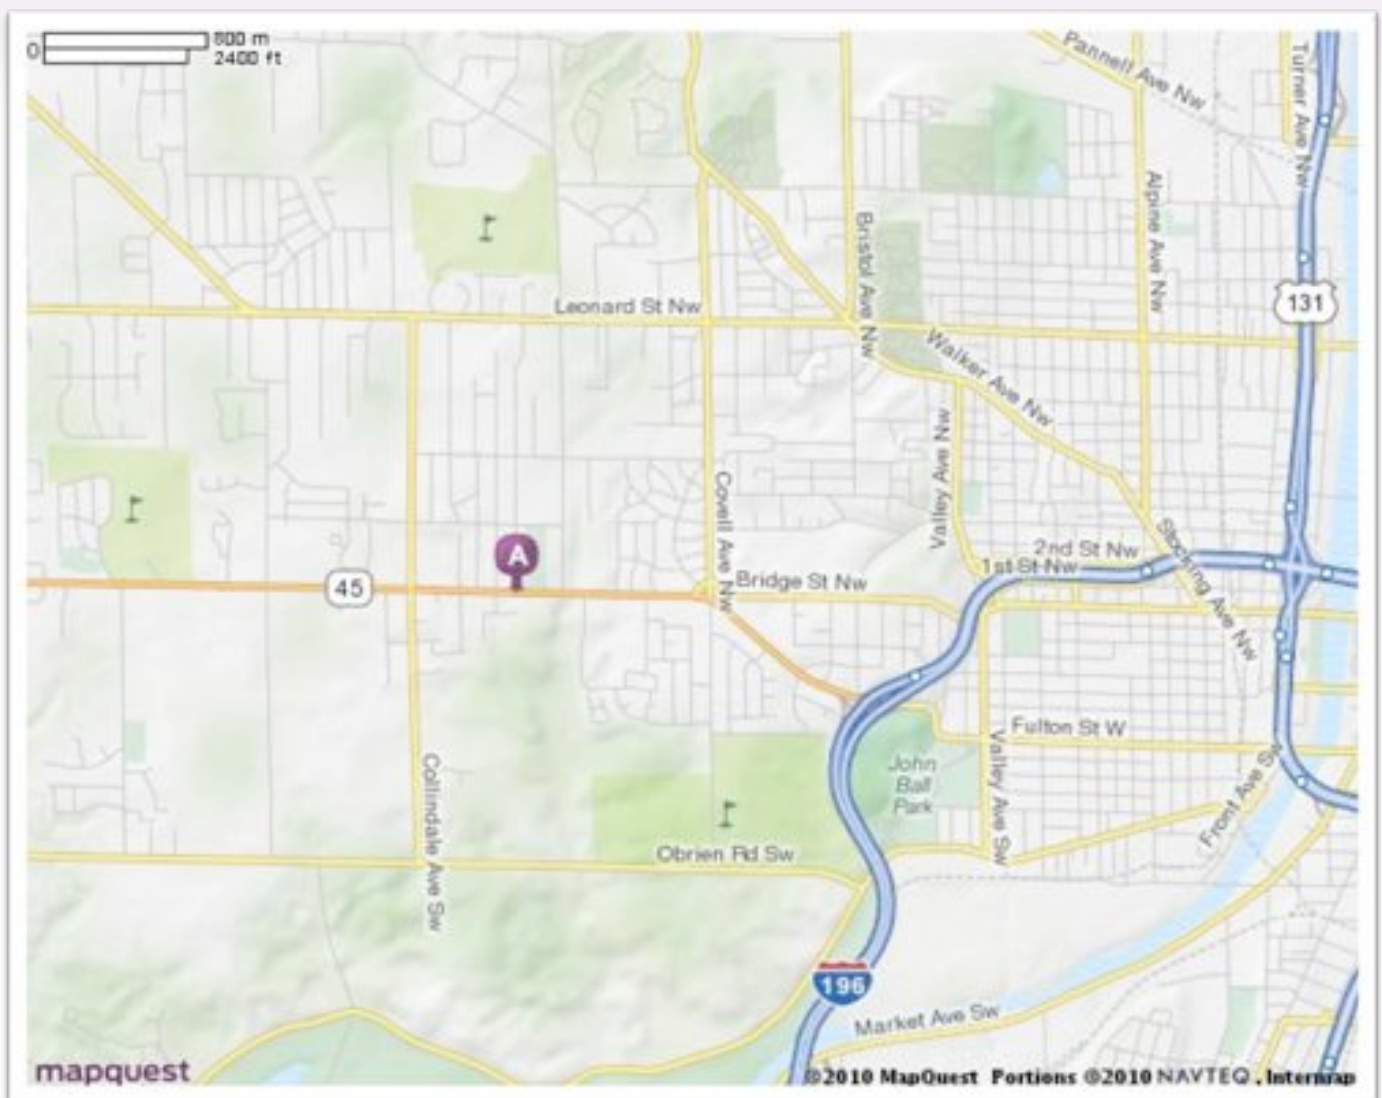 0
800 m
2400 ft
Pannell Ave Nw
Turner Ave Nw
Alpine Ave Nw
Bristol Ave Nw
131
Leonard St Nw
Walker Ave Nw
Valley Ave Nw
Covell Ave Nw
Stocking Ave Nw
2nd St Nw
1st St Nw
A
45
Bridge St Nw
Fulton St W
Valley Ave Sw
John
Ball
Park
Collindale Ave Sw
Front Ave Sw
Obrien Rd Sw
196
Market Ave Sw
mapquest
©2010 MapQuest Portions ©2010 NAVTEQ, Intermap